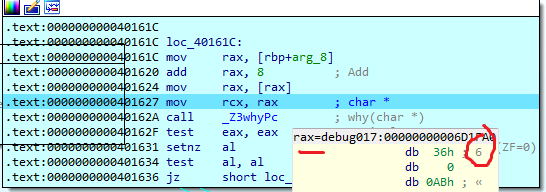 .text:000000000040161C
.text:000000000040161C loc_40161C:
.text:000000000040161C mov rax, [rbp+arg_8]
.text:0000000000401620 add rax, 8 ; Add
.text:0000000000401624 mov rax, [rax]
.text:0000000000401627 mov rcx, rax ; char *
.text:000000000040162A call _Z3whyPc ; why(char *)
.text:000000000040162F test eax, eax
.text:0000000000401631 setnz al
.text:0000000000401634 test al, al
.text:0000000000401636 jz short loc_
rax=debug017:
db 36h ; 6
db 0
db 0ABh ; «
ZF=0)